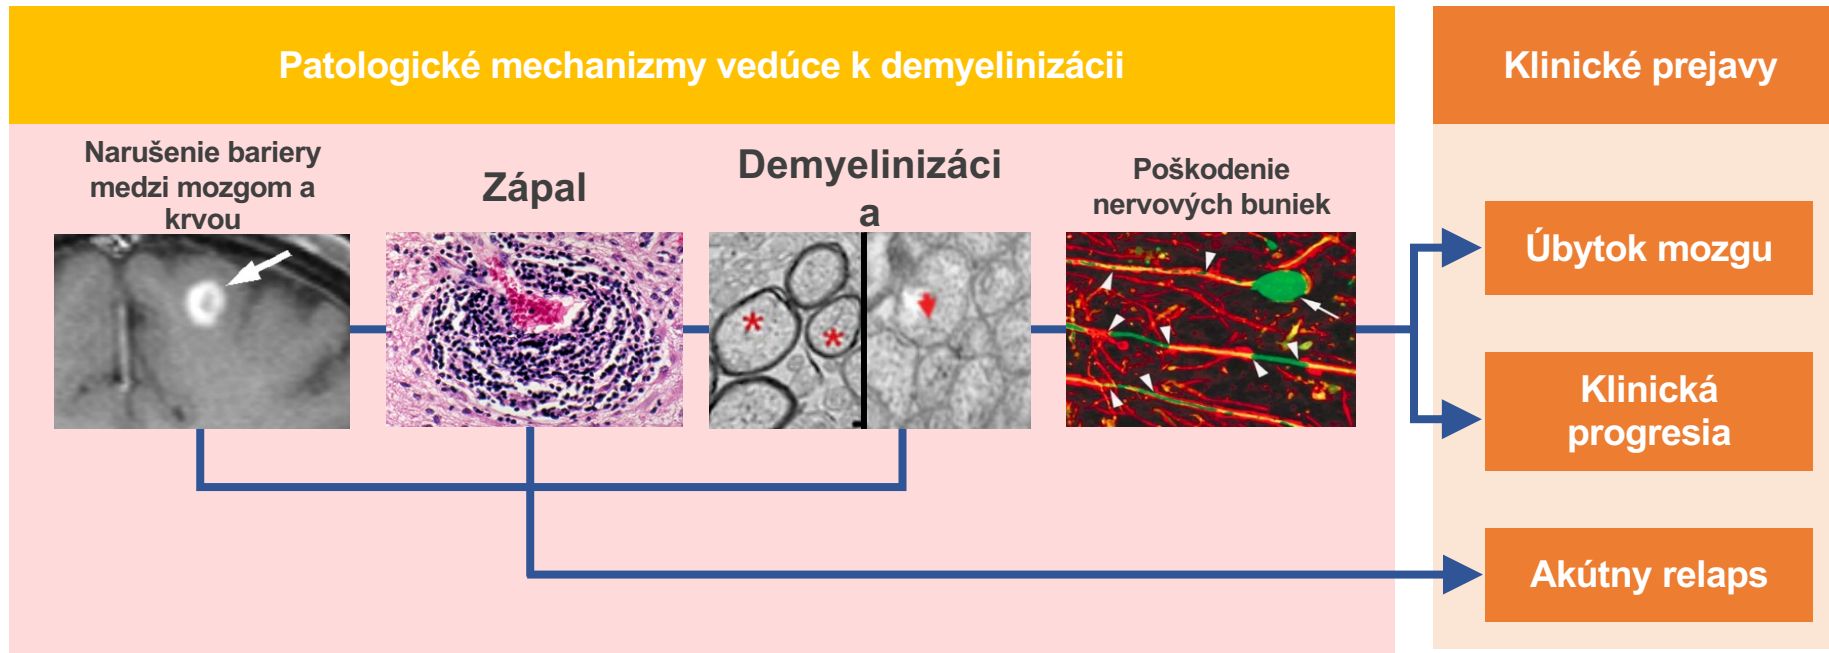 Patologické mechanizmy vedúce k demyelinizácii
Klinické prejavy
Narušenie bariery
medzi mozgom a
krvou
Zápal
Demyelinizáci
a
Poškodenie
nervových buniek
Úbytok mozgu
Klinická
progresia
Akútny relaps